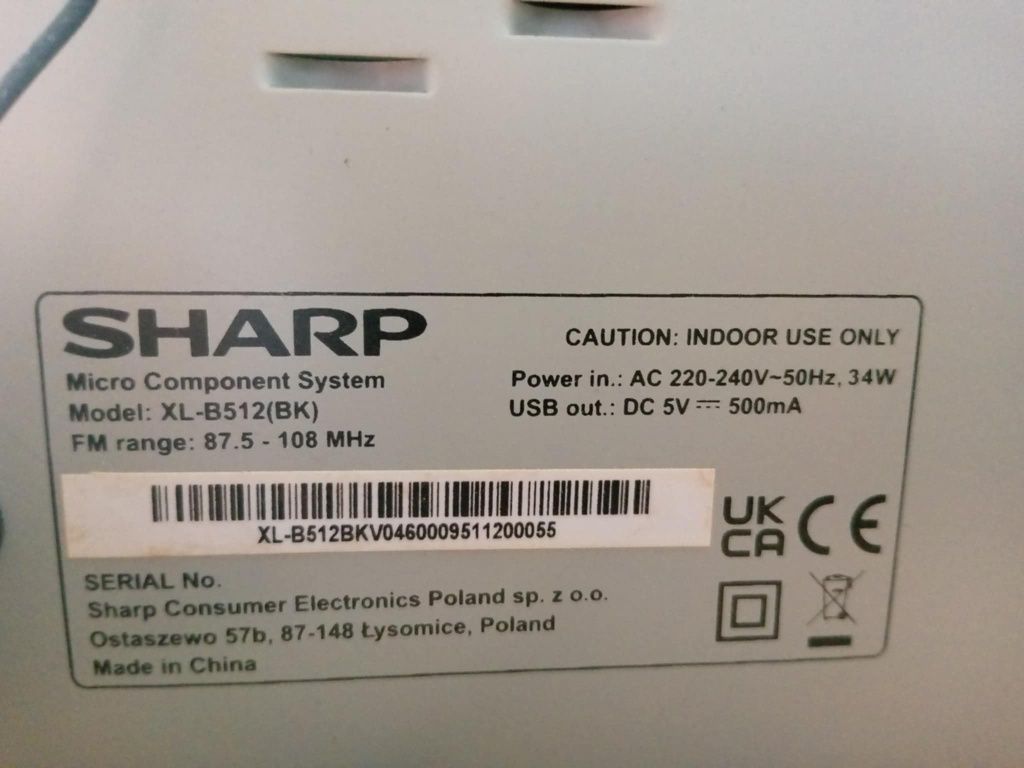 SHARP
Micro Component System
Model: XL-B512(BK)
FM range: 87.5 - 108 MHz
CAUTION: INDOOR USE ONLY
Power in.: AC 220-240V~50Hz, 34W
USB out.: DC 5V ⎓ 500mA
XL-B512BKV0460009511200055
UK
CA
CE
SERIAL No.
Sharp Consumer Electronics Poland sp. z o.o.
Ostaszewo 57b, 87-148 Łysomice, Poland
Made in China